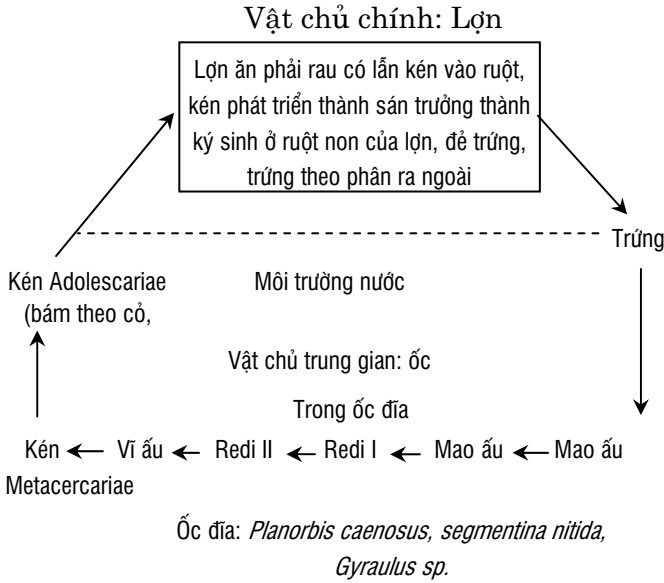 Vật chủ chính: Lợn
Lợn ăn phải rau có lẫn kén vào ruột,
kén phát triển thành sán trưởng thành
ký sinh ở ruột non của lợn, đẻ trứng,
trứng theo phân ra ngoài
Trứng
Kén Adolescariae
(bám theo cỏ,
Môi trường nước
Vật chủ trung gian: ốc
Trong ốc đĩa
Kén Vĩ ấu Redi II Redi I Mao ấu Mao ấu
Metacercariae
Ốc đĩa: Planorbis caenosus, segmentina nitida,
Gyraulus sp.